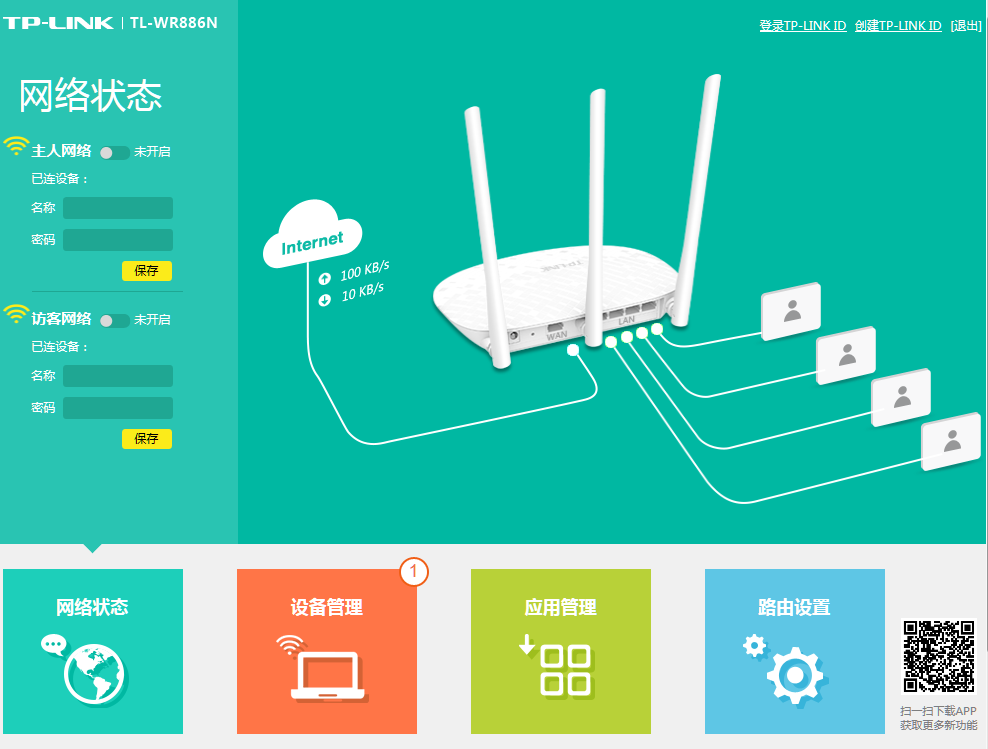 TP-LINK | TL-WR886N
登录TP-LINK ID 创建TP-LINK ID [退出]
网络状态
主人网络 未开启
已连设备：
名称
密码
保存
访客网络 未开启
已连设备：
名称
密码
保存
Internet
100 KB/s
10 KB/s
TP-LINK
WAN
LAN
网络状态
设备管理
1
应用管理
路由设置
扫一扫下载APP
获取更多新功能